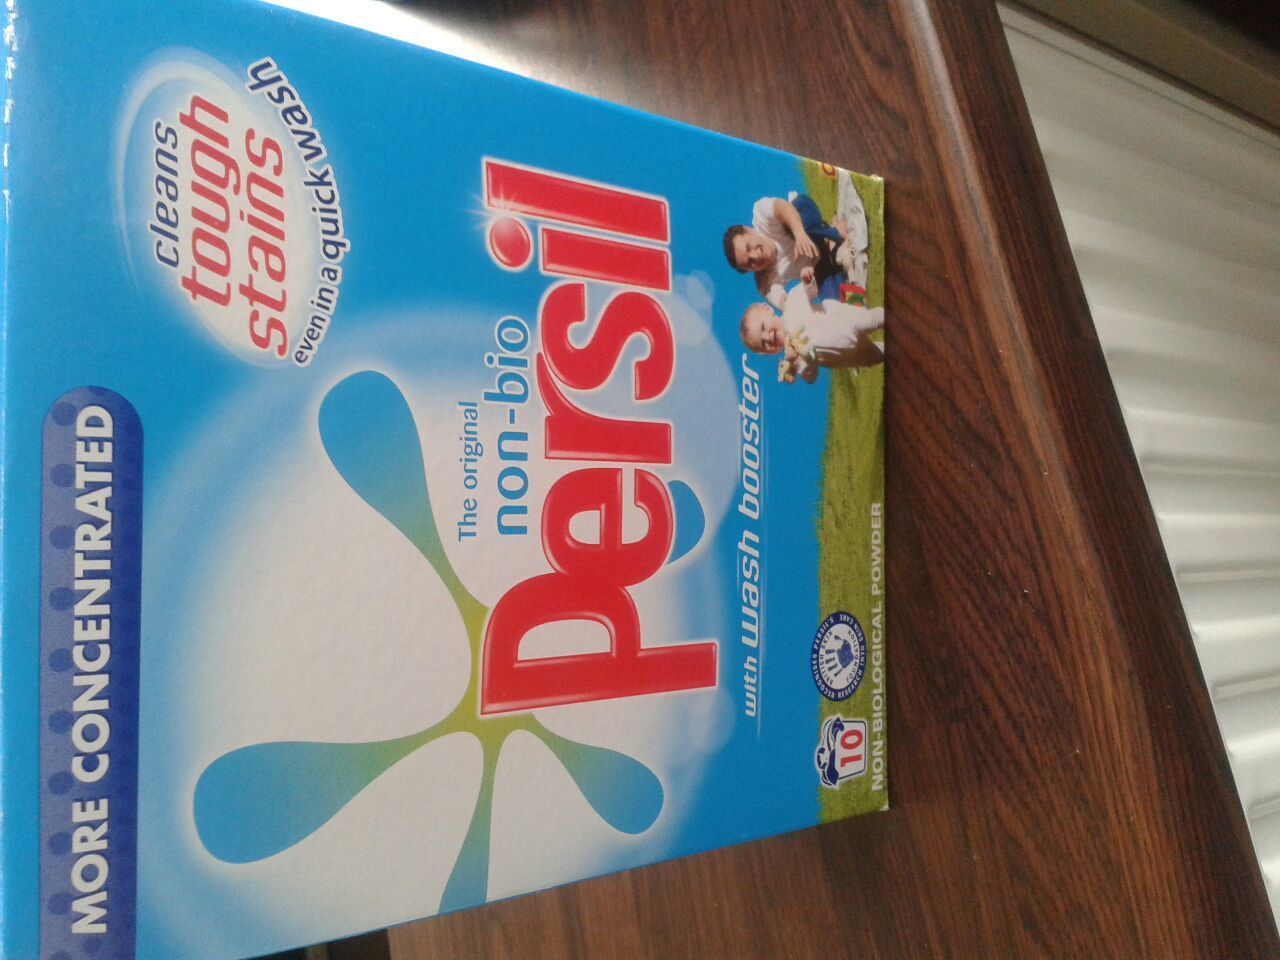 MORE CONCENTRATED
cleans
tough
stains
even in a quick wash
The original
non-bio
Persil
with wash booster
10
NON-BIOLOGICAL POWDER